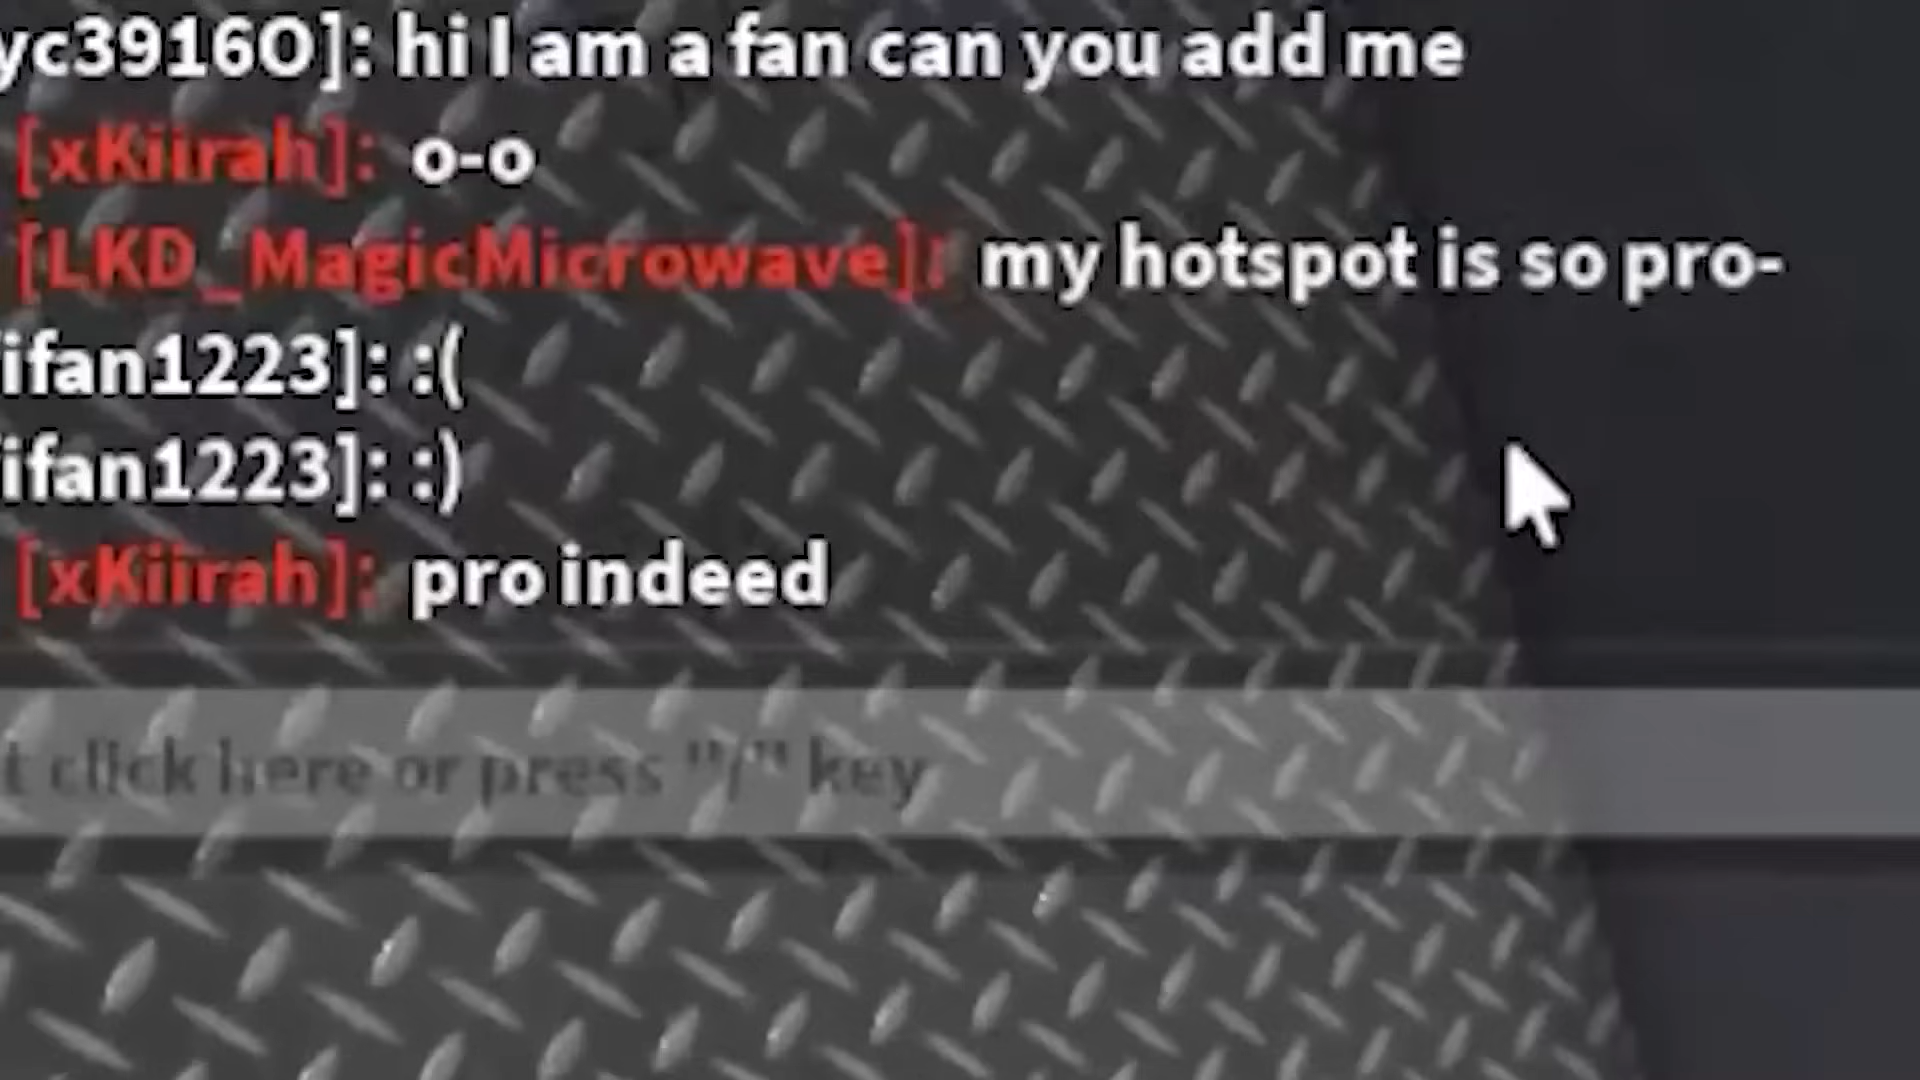 yc39160]: hi I am a fan can you add me
[xKiirah]: o-o
[LKD_MagicMicrowave]: my hotspot is so pro-
ifan1223]: :(
ifan1223]: :)
[xKiirah]: pro indeed
t click here or press "/" key